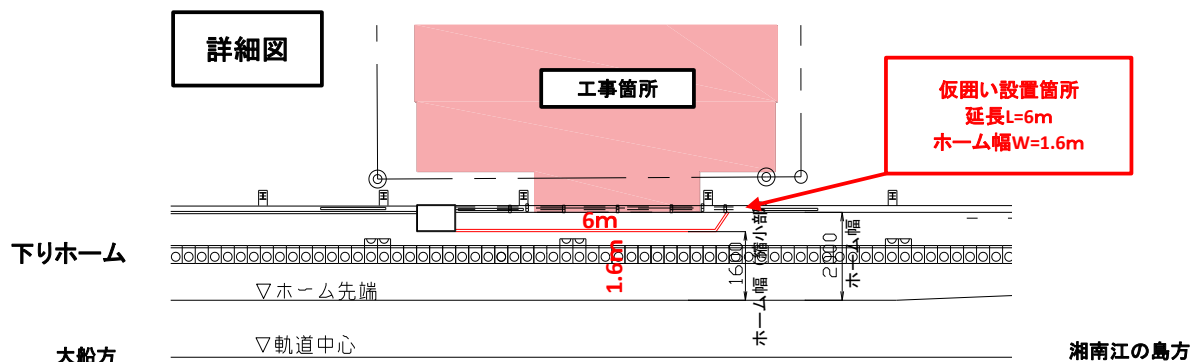 詳細図
工事箇所
仮囲い設置箇所
延長L=6m
ホーム幅W=1.6m
6m
1.6m
1600
ホーム幅(縮小部)
2000
ホーム幅
下りホーム
▽ホーム先端
▽軌道中心
大船方
湘南江の島方